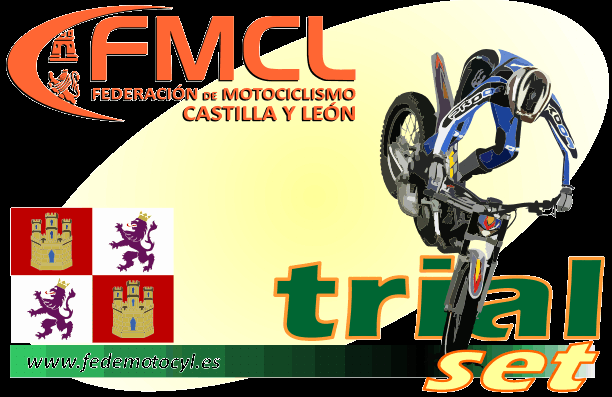 FMCL
FEDERACIÓN DE MOTOCICLISMO
CASTILLA Y LEÓN
trial
set
www.fedemotocyl.es